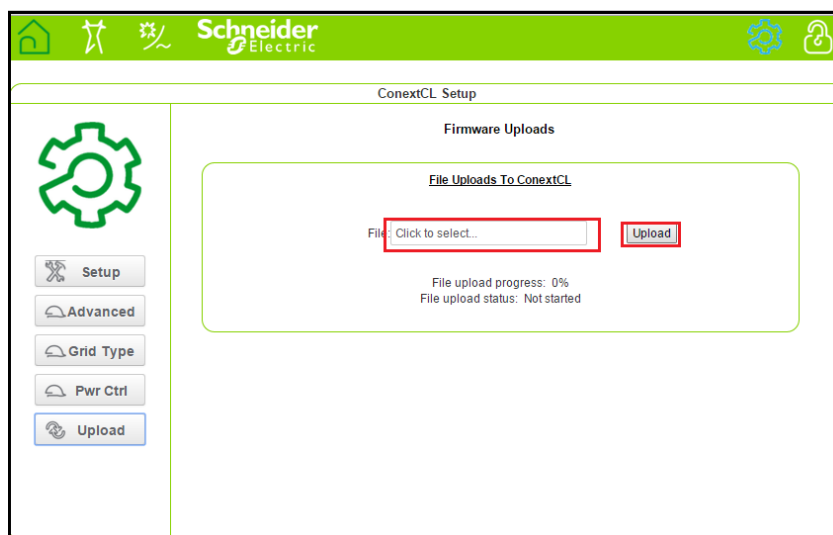 Schneider
Electric
ConextCL Setup
Firmware Uploads
File Uploads To ConextCL
File: Click to select... Upload
File upload progress: 0%
File upload status: Not started
Setup
Advanced
Grid Type
Pwr Ctrl
Upload